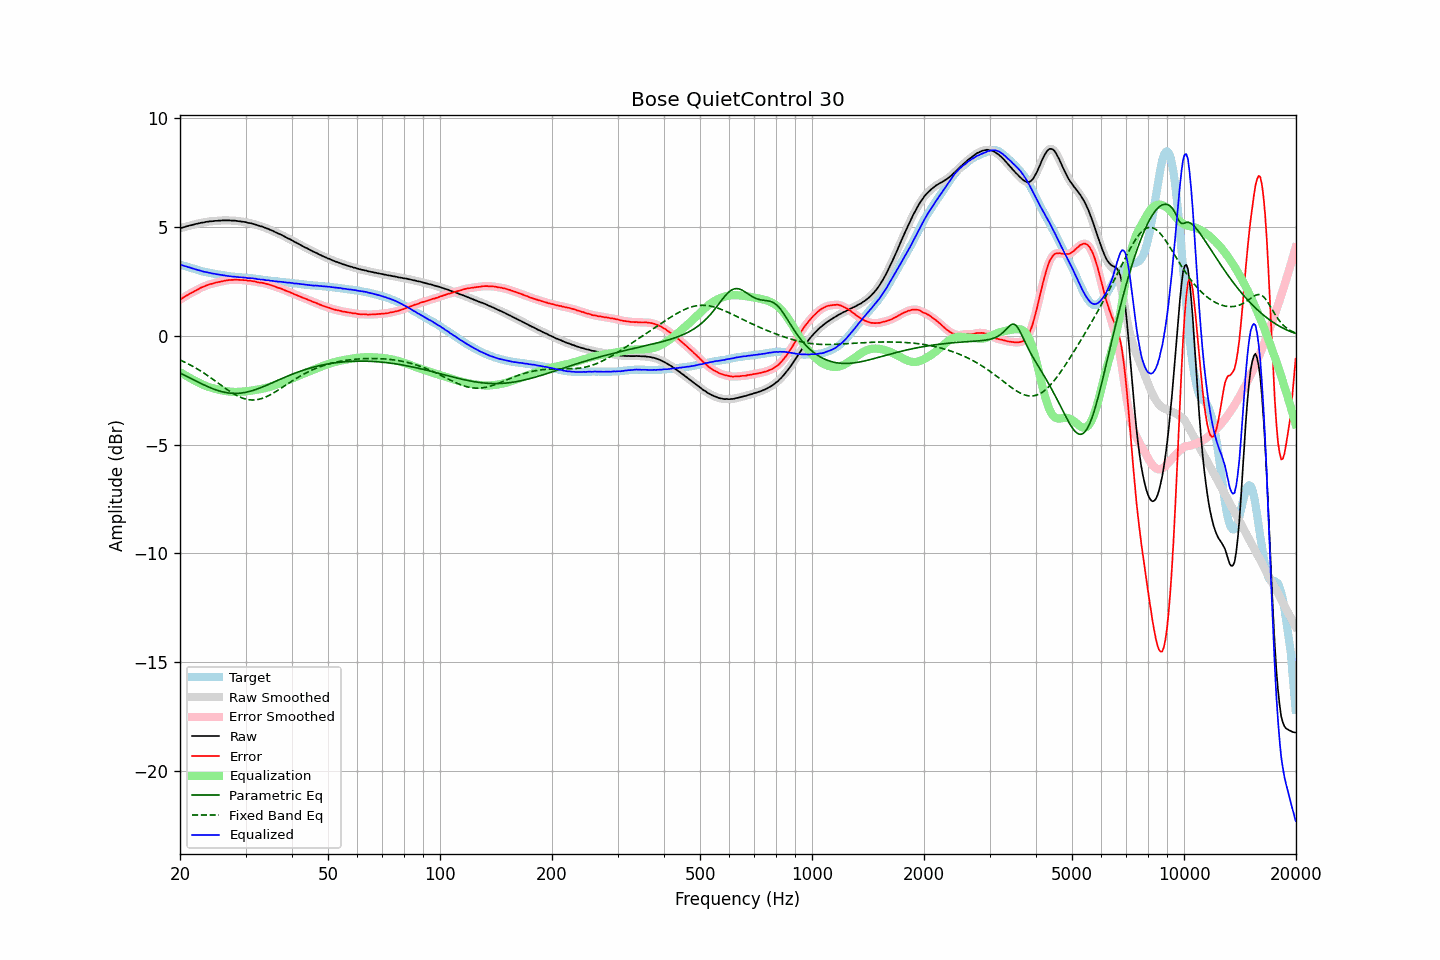 Bose QuietControl 30
10
5
0
−5
−10
−15
−20
Amplitude (dBr)
Target
Raw Smoothed
Error Smoothed
Raw
Error
Equalization
Parametric Eq
Fixed Band Eq
Equalized
20 50 100 200 500 1000 2000 5000 10000 20000
Frequency (Hz)